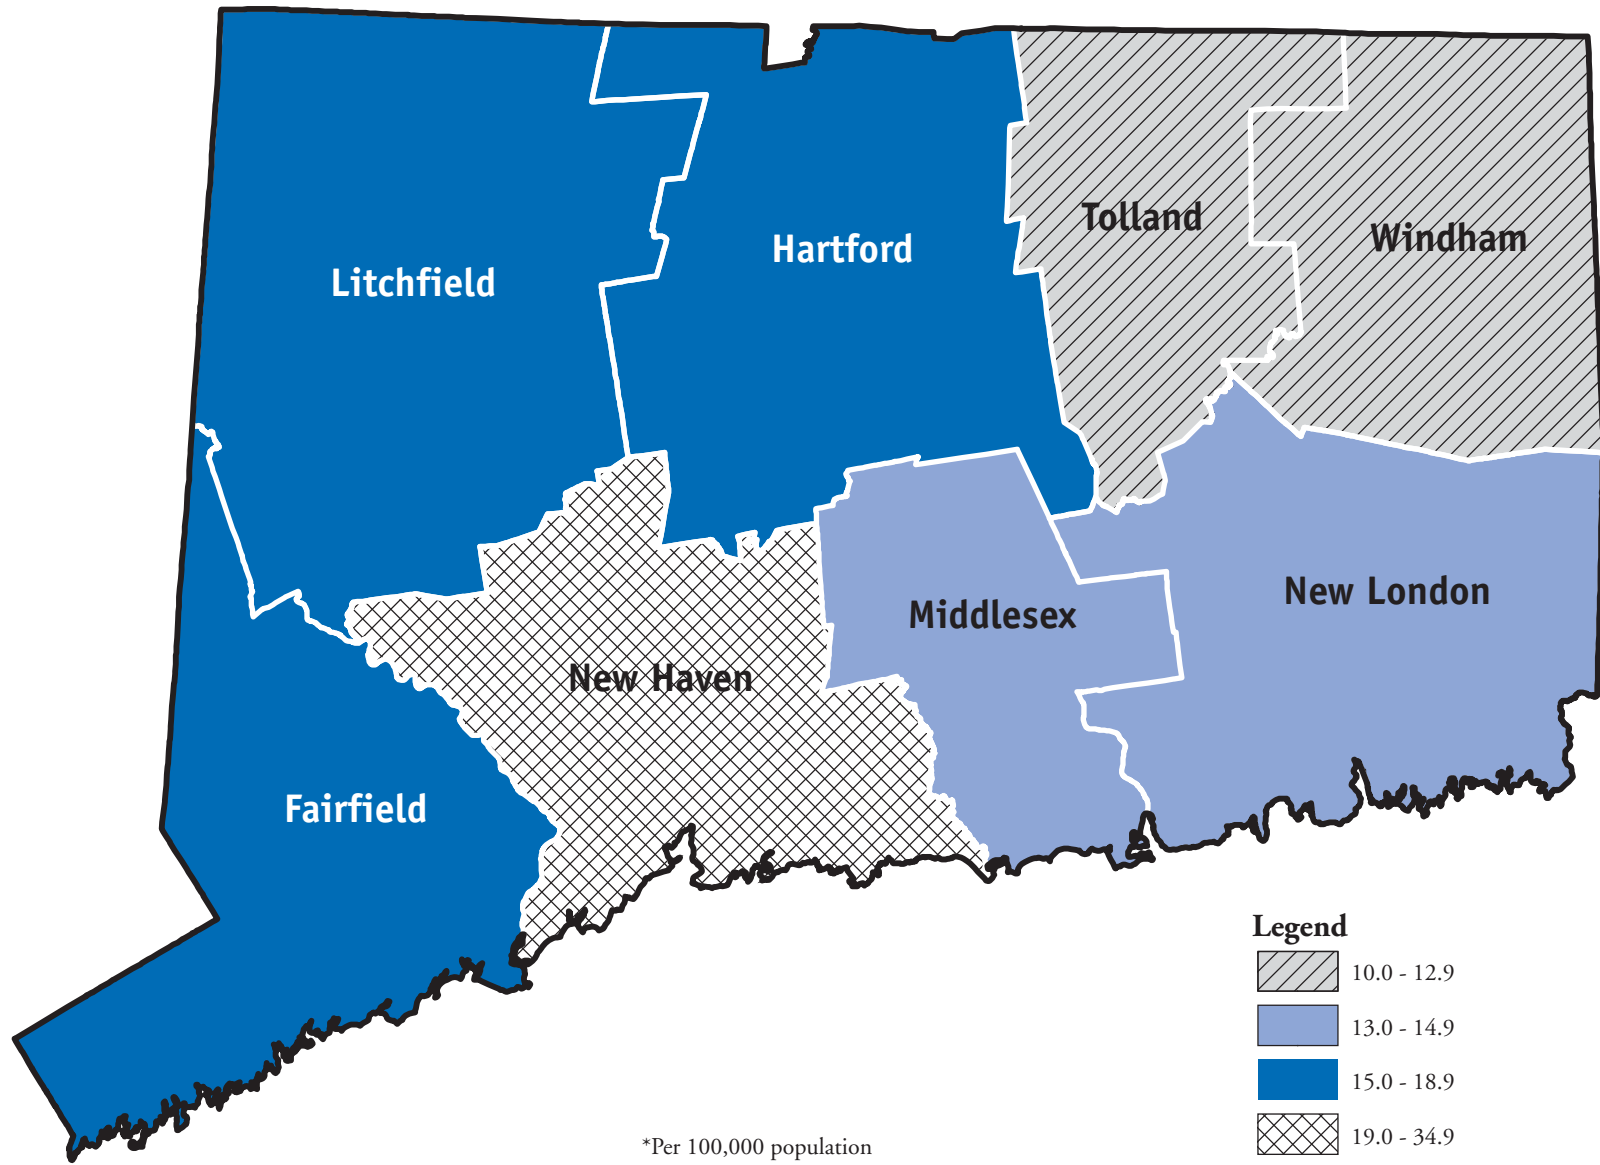 Tolland
Windham
Hartford
Litchfield
New London
Middlesex
New Haven
Fairfield
Legend
10.0 - 12.9
13.0 - 14.9
15.0 - 18.9
19.0 - 34.9
*Per 100,000 population